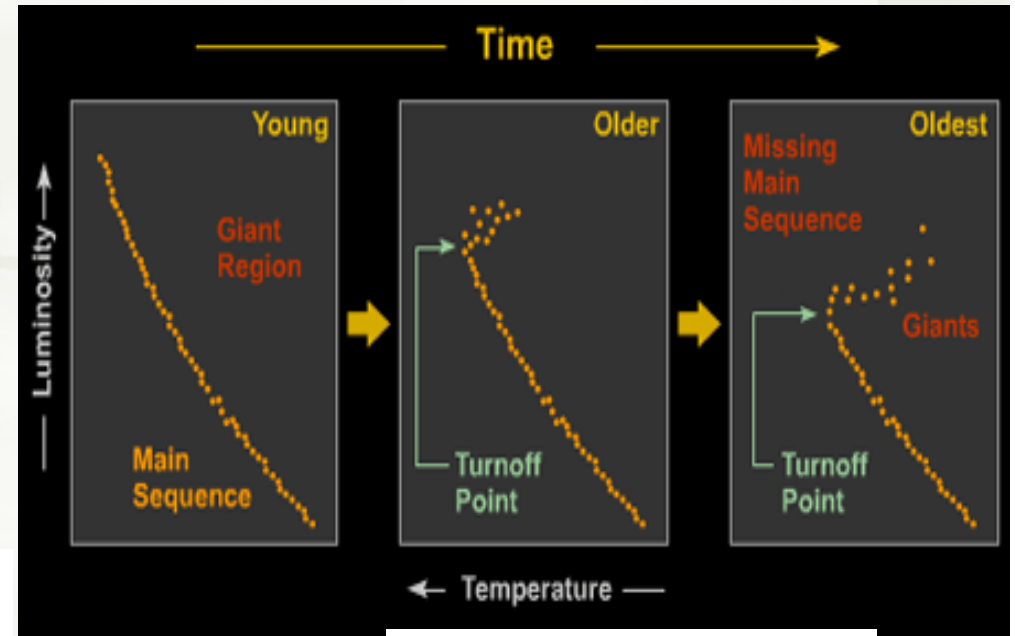 Time
Young
Older
Oldest
Luminosity
Giant
Region
Main
Sequence
Turnoff
Point
Missing
Main
Sequence
Giants
Turnoff
Point
Temperature